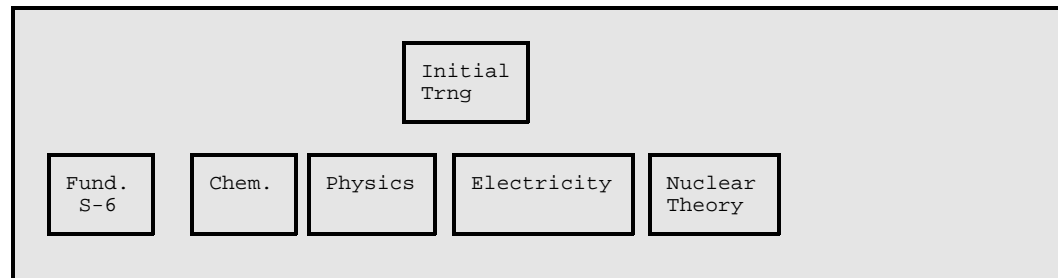 Initial
Trng
Fund.
S-6
Chem.
Physics
Electricity
Nuclear
Theory